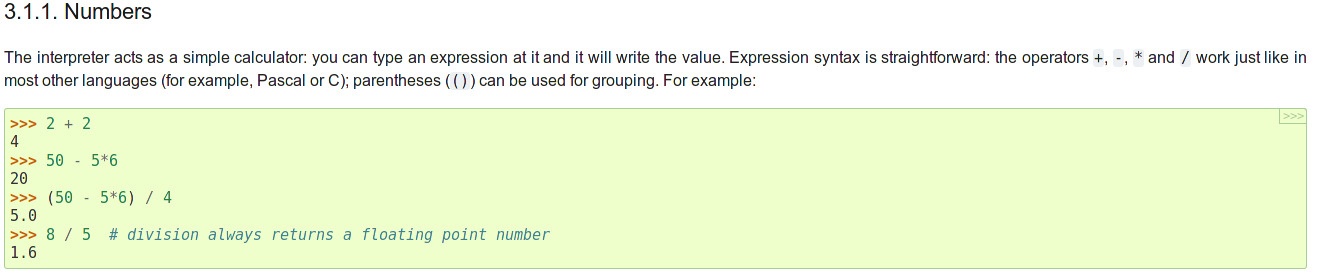 3.1.1. Numbers
The interpreter acts as a simple calculator: you can type an expression at it and it will write the value. Expression syntax is straightforward: the operators +, -, * and / work just like in
most other languages (for example, Pascal or C); parentheses (()) can be used for grouping. For example:
>>>
>>> 2 + 2
4
>>> 50 - 5*6
20
>>> (50 - 5*6) / 4
5.0
>>> 8 / 5  # division always returns a floating point number
1.6